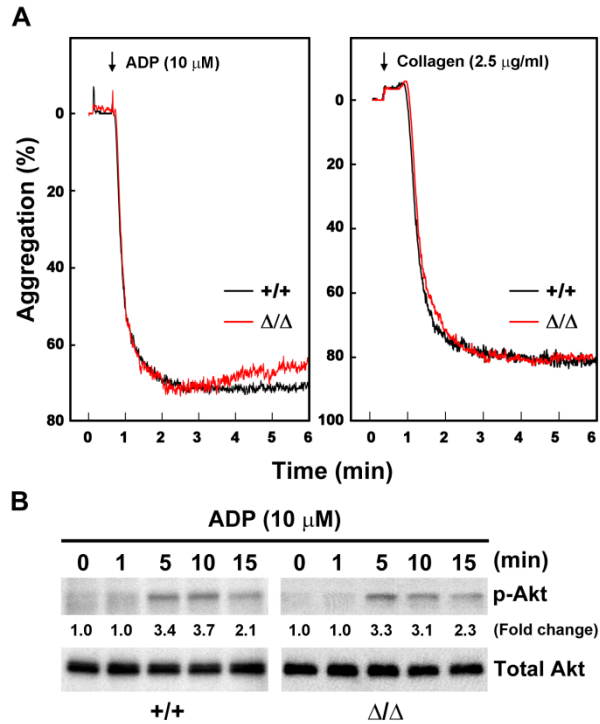 A
ADP (10 μM)
Collagen (2.5 μg/ml)
Aggregation (%)
0
20
40
60
80
0
20
40
60
80
100
+/+
Δ/Δ
+/+
Δ/Δ
0 1 2 3 4 5 6
0 1 2 3 4 5 6
Time (min)
B
ADP (10 μM)
0 1 5 10 15 0 1 5 10 15 (min)
p-Akt
1.0 1.0 3.4 3.7 2.1 1.0 1.0 3.3 3.1 2.3 (Fold change)
Total Akt
+/+ Δ/Δ